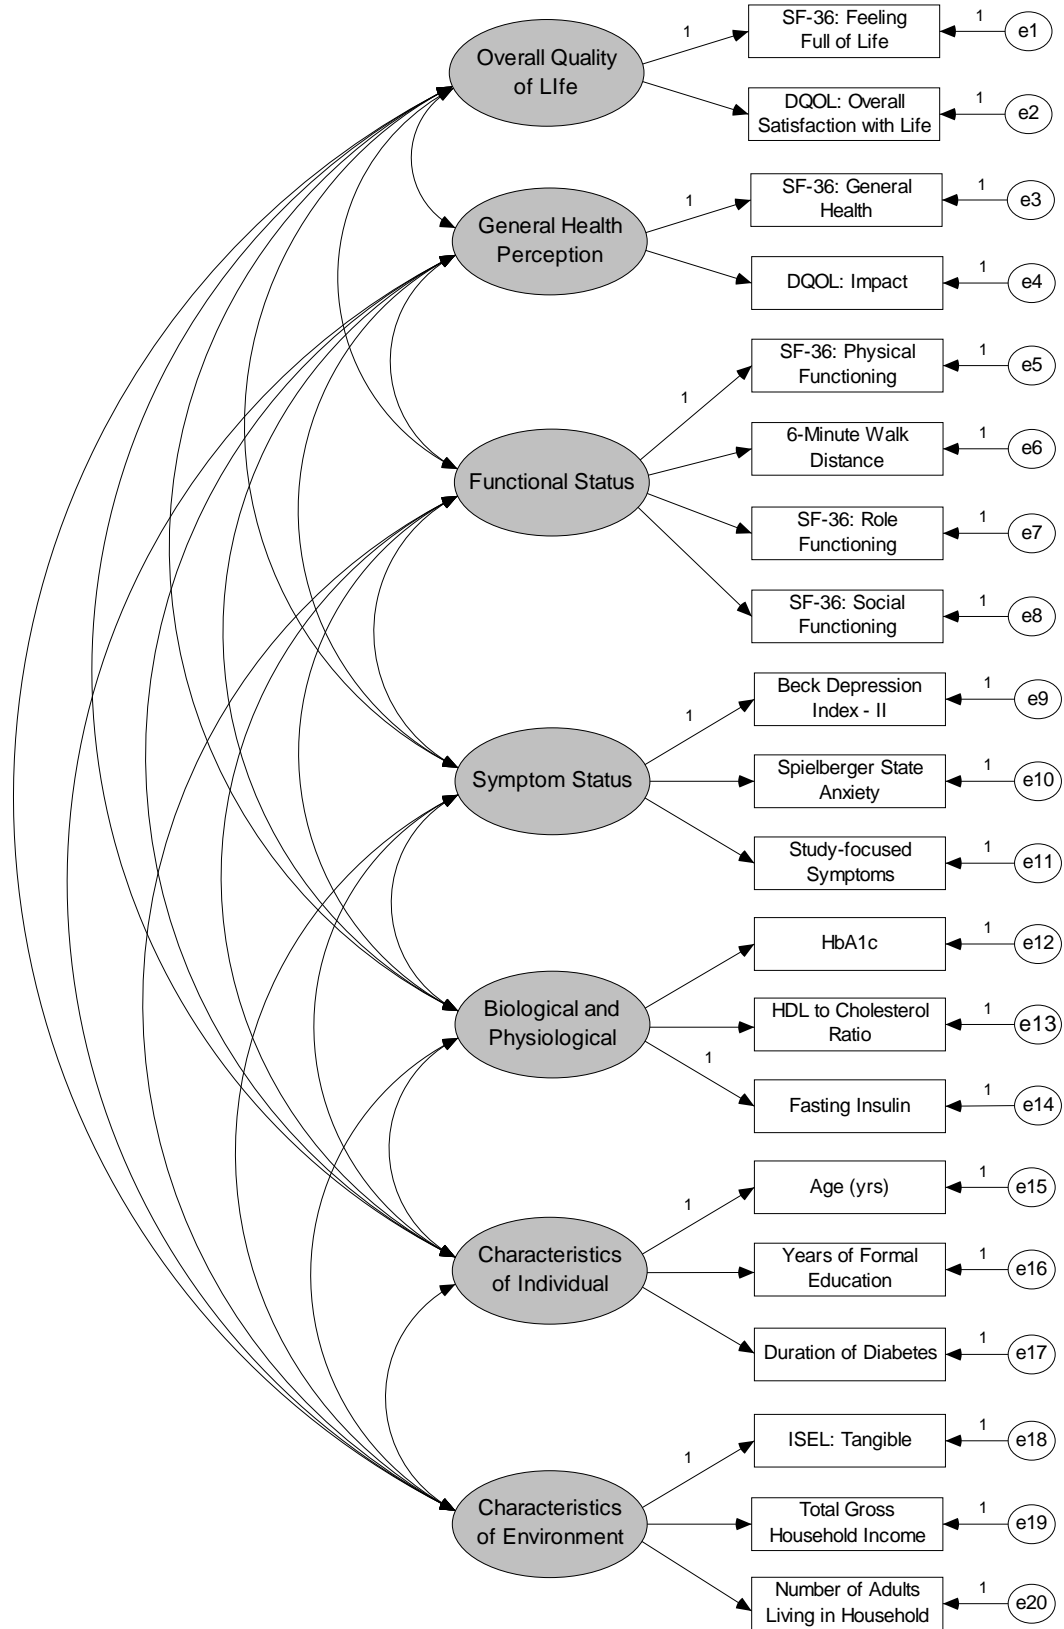 Overall Quality
of LIfe
1
SF-36: Feeling
Full of Life
1
e1
DQOL: Overall
Satisfaction with Life
1
e2
General Health
Perception
1
SF-36: General
Health
1
e3
DQOL: Impact
1
e4
Functional Status
1
SF-36: Physical
Functioning
1
e5
6-Minute Walk
Distance
1
e6
SF-36: Role
Functioning
1
e7
SF-36: Social
Functioning
1
e8
Symptom Status
1
Beck Depression
Index - II
1
e9
Spielberger State
Anxiety
1
e10
Study-focused
Symptoms
1
e11
Biological and
Physiological
HbA1c
1
e12
HDL to Cholesterol
Ratio
1
e13
1
Fasting Insulin
1
e14
Characteristics
of Individual
1
Age (yrs)
1
e15
Years of Formal
Education
1
e16
Duration of Diabetes
1
e17
Characteristics
of Environment
1
ISEL: Tangible
1
e18
Total Gross
Household Income
1
e19
Number of Adults
Living in Household
1
e20